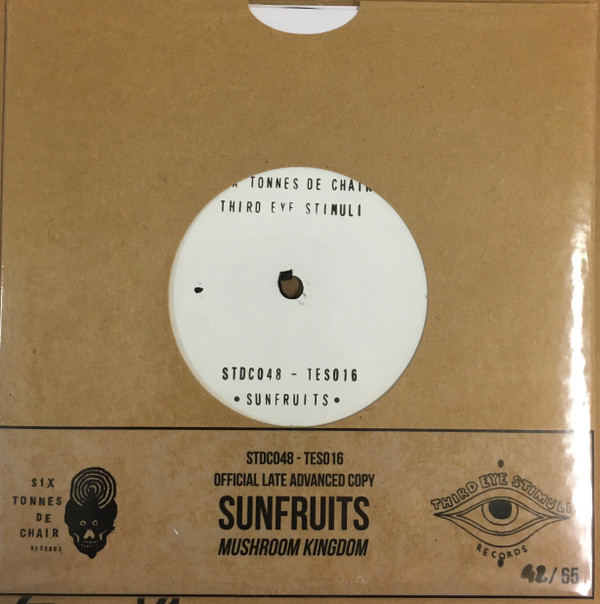 X TONNES DE CHAIR
THIRD EYE STIMULI
STDC048 - TES016
•SUNFRUITS•
STDC048 - TES016
OFFICIAL LATE ADVANCED COPY
SUNFRUITS
MUSHROOM KINGDOM
SIX
TONNES
DE
CHAIR
RECORDS
THIRD EYE STIMULI
RECORDS
42/65